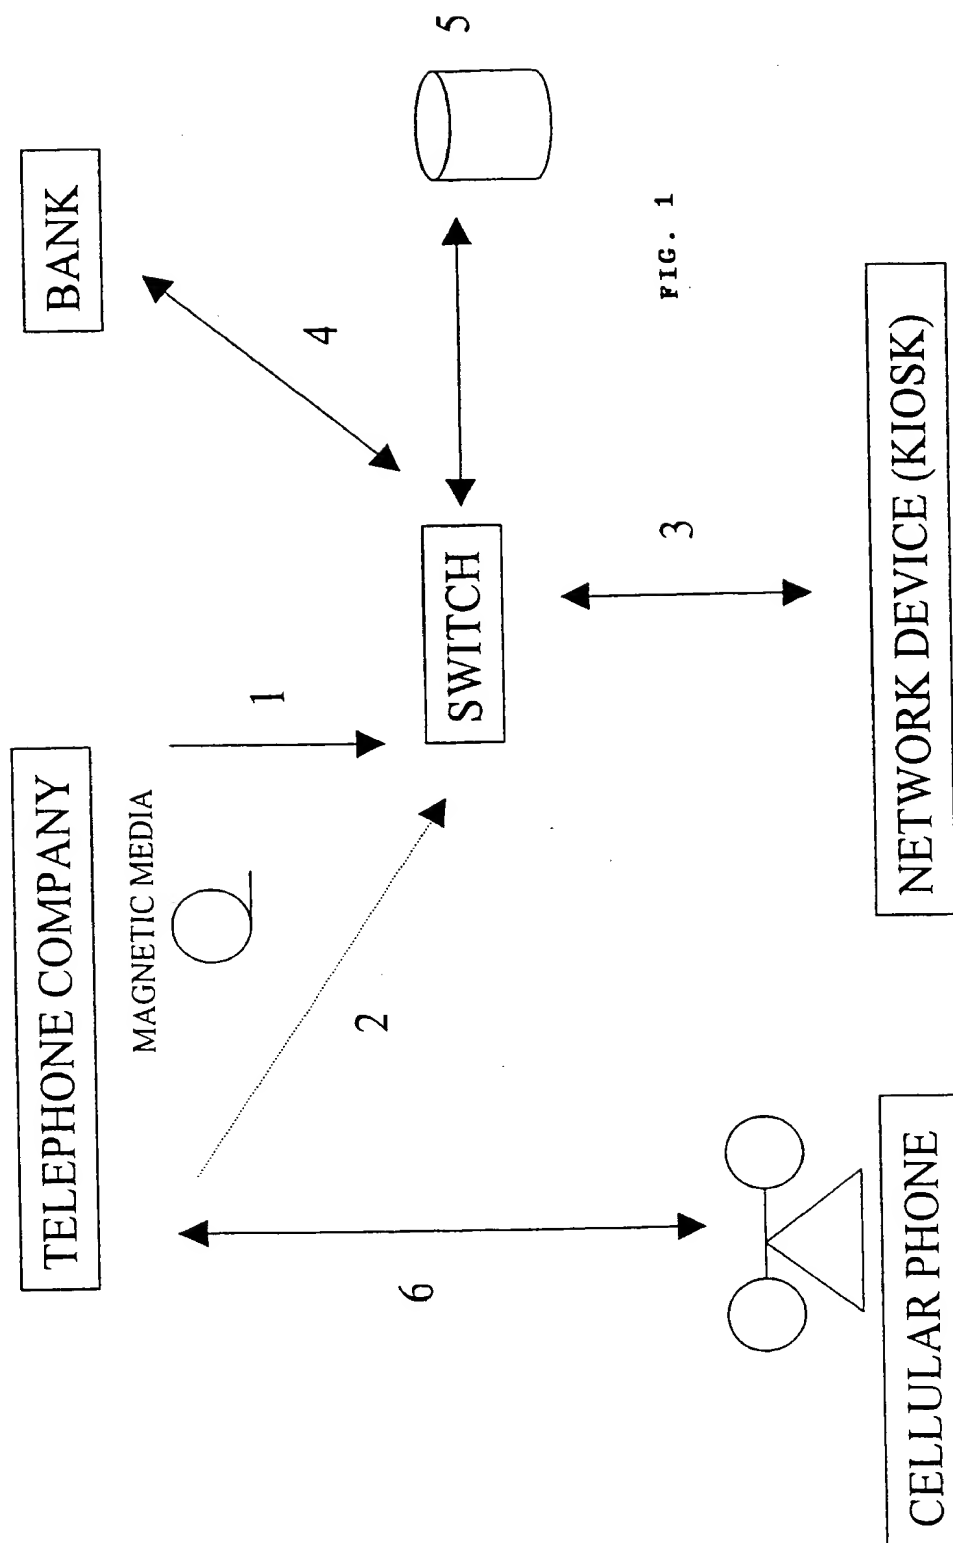 TELEPHONE COMPANY
BANK
MAGNETIC MEDIA
1
4
2
6
SWITCH
5
3
FIG. 1
CELLULAR PHONE
NETWORK DEVICE (KIOSK)